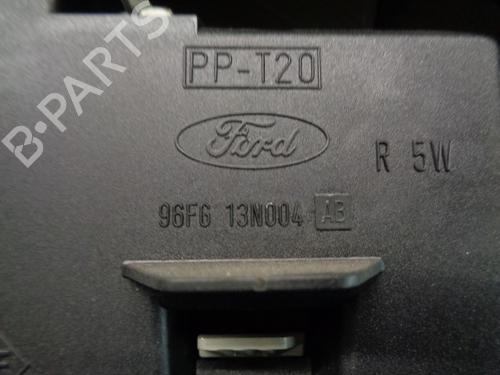 PP-T20
Ford
R 5W
96FG 13N004 AB
B-PARTS